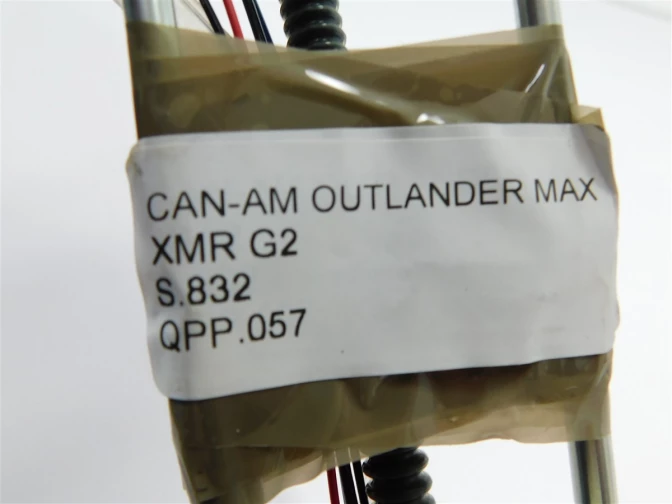 CAN-AM OUTLANDER MAX
XMR G2
S.832
QPP.057